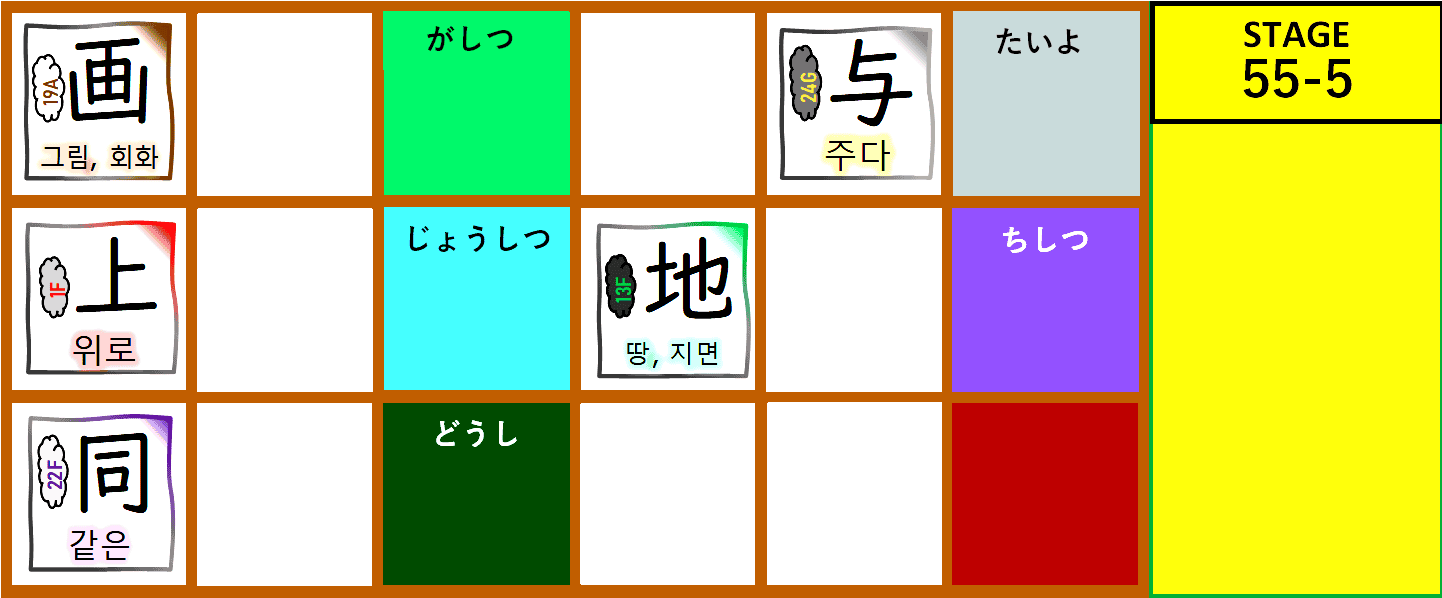 画
19A
그림, 회화
がしつ
与
24G
주다
たいよ
STAGE
55-5
上
1F
위로
じょうしつ
地
13F
땅, 지면
ちしつ
同
22F
같은
どうし